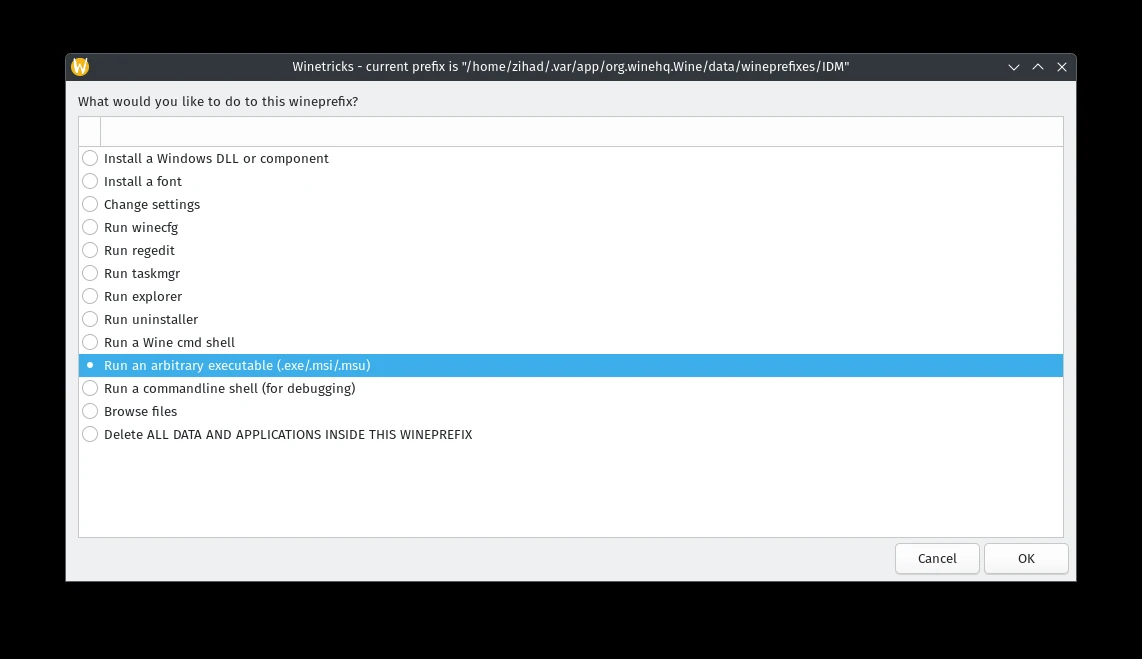 Winetricks - current prefix is "/home/zihad/.var/app/org.winehq.Wine/data/wineprefixes/IDM"
What would you like to do to this wineprefix?
Install a Windows DLL or component
Install a font
Change settings
Run winecfg
Run regedit
Run taskmgr
Run explorer
Run uninstaller
Run a Wine cmd shell
Run an arbitrary executable (.exe/.msi/.msu)
Run a commandline shell (for debugging)
Browse files
Delete ALL DATA AND APPLICATIONS INSIDE THIS WINEPREFIX
Cancel OK